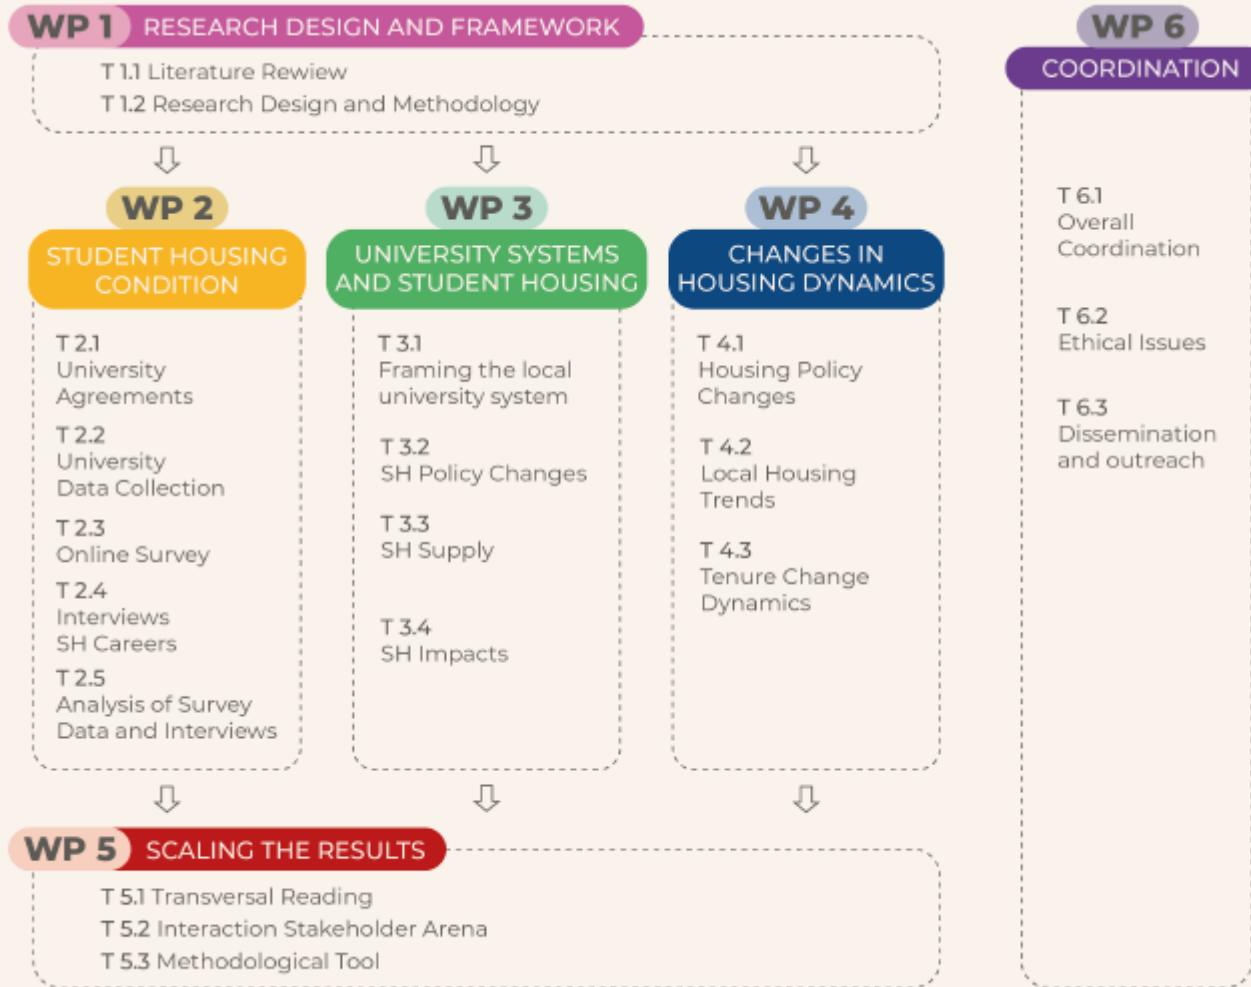 WP 1 RESEARCH DESIGN AND FRAMEWORK
T 1.1 Literature Rewiew
T 1.2 Research Design and Methodology
WP 2
STUDENT HOUSING
CONDITION
T 2.1
University
Agreements
T 2.2
University
Data Collection
T 2.3
Online Survey
T 2.4
Interviews
SH Careers
T 2.5
Analysis of Survey
Data and Interviews
WP 3
UNIVERSITY SYSTEMS
AND STUDENT HOUSING
T 3.1
Framing the local
university system
T 3.2
SH Policy Changes
T 3.3
SH Supply
T 3.4
SH Impacts
WP 4
CHANGES IN
HOUSING DYNAMICS
T 4.1
Housing Policy
Changes
T 4.2
Local Housing
Trends
T 4.3
Tenure Change
Dynamics
WP 5 SCALING THE RESULTS
T 5.1 Transversal Reading
T 5.2 Interaction Stakeholder Arena
T 5.3 Methodological Tool
WP 6
COORDINATION
T 6.1
Overall
Coordination
T 6.2
Ethical Issues
T 6.3
Dissemination
and outreach